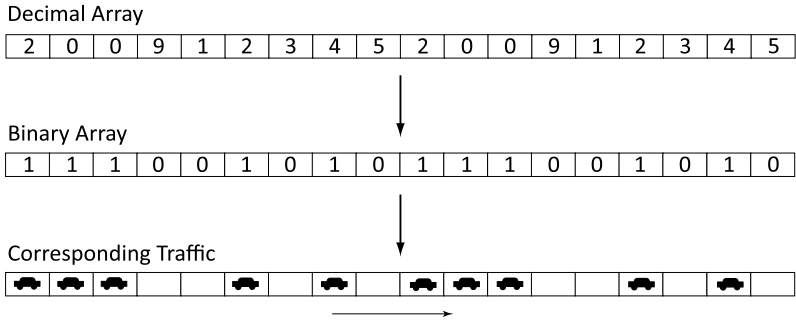 Decimal Array
2 0 0 9 1 2 3 4 5 2 0 0 9 1 2 3 4 5
Binary Array
1 1 1 0 0 1 0 1 0 1 1 1 0 0 1 0 1 0
Corresponding Traffic